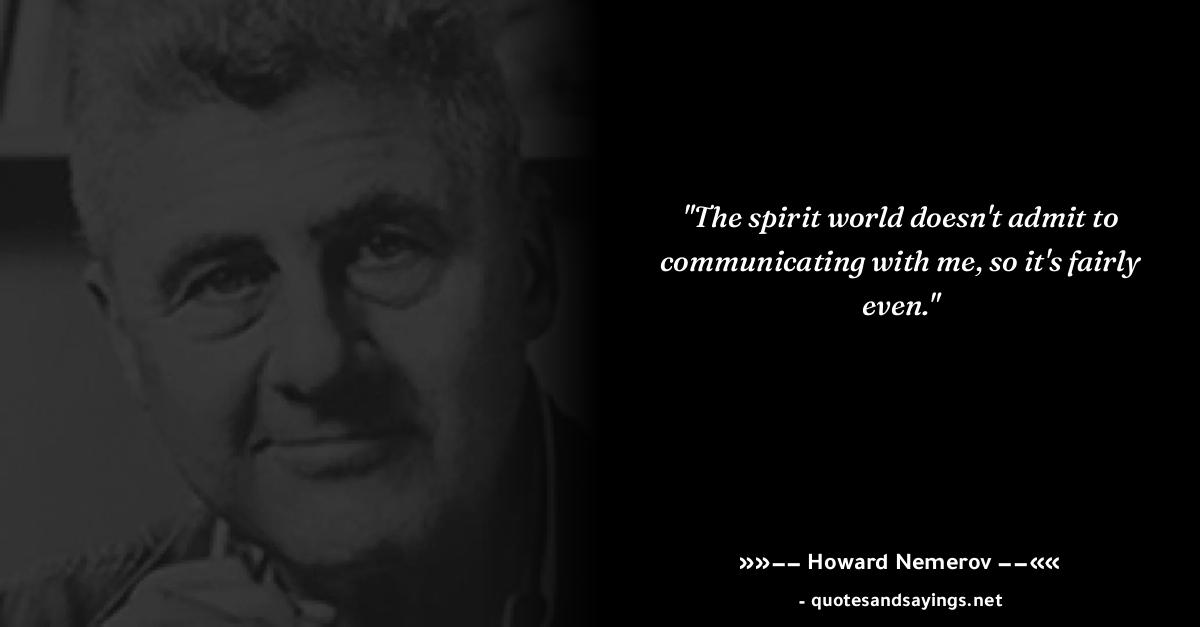 "The spirit world doesn't admit to
communicating with me, so it's fairly
even."
»»–– Howard Nemerov ––««
- quotesandsayings.net